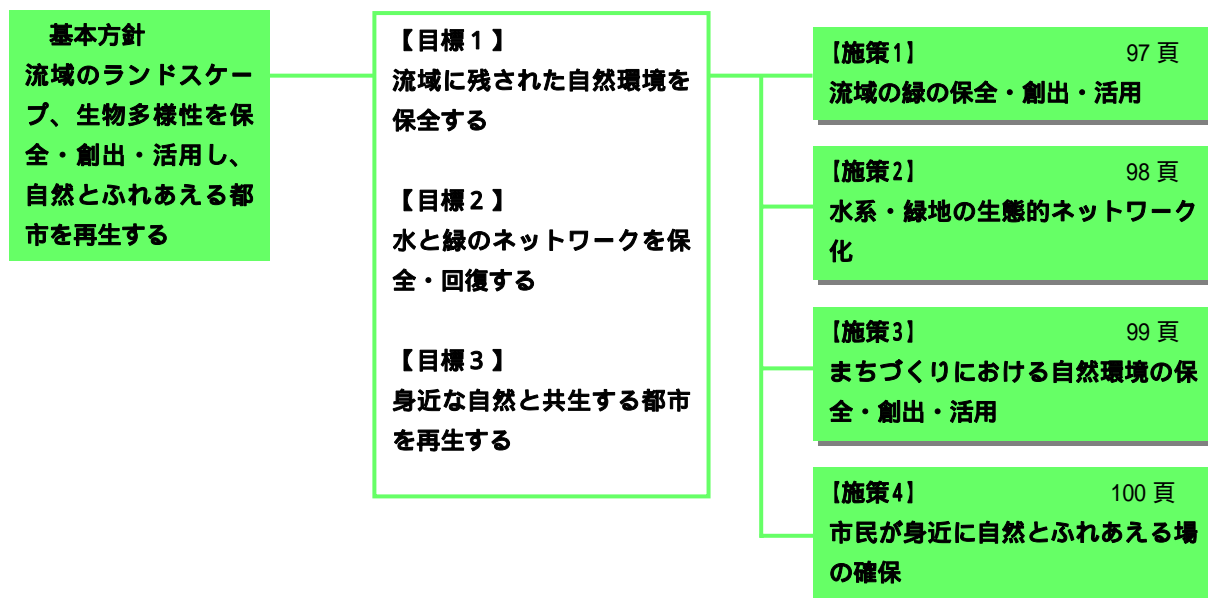 基本方針
流域のランドスケー
プ、生物多様性を保
全・創出・活用し、
自然とふれあえる都
市を再生する
【目標１】
流域に残された自然環境を
保全する
【目標２】
水と緑のネットワークを保
全・回復する
【目標３】
身近な自然と共生する都市
を再生する
【施策1】 97 頁
流域の緑の保全・創出・活用
【施策2】 98 頁
水系・緑地の生態的ネットワーク
化
【施策3】 99 頁
まちづくりにおける自然環境の保
全・創出・活用
【施策4】 100 頁
市民が身近に自然とふれあえる場
の確保